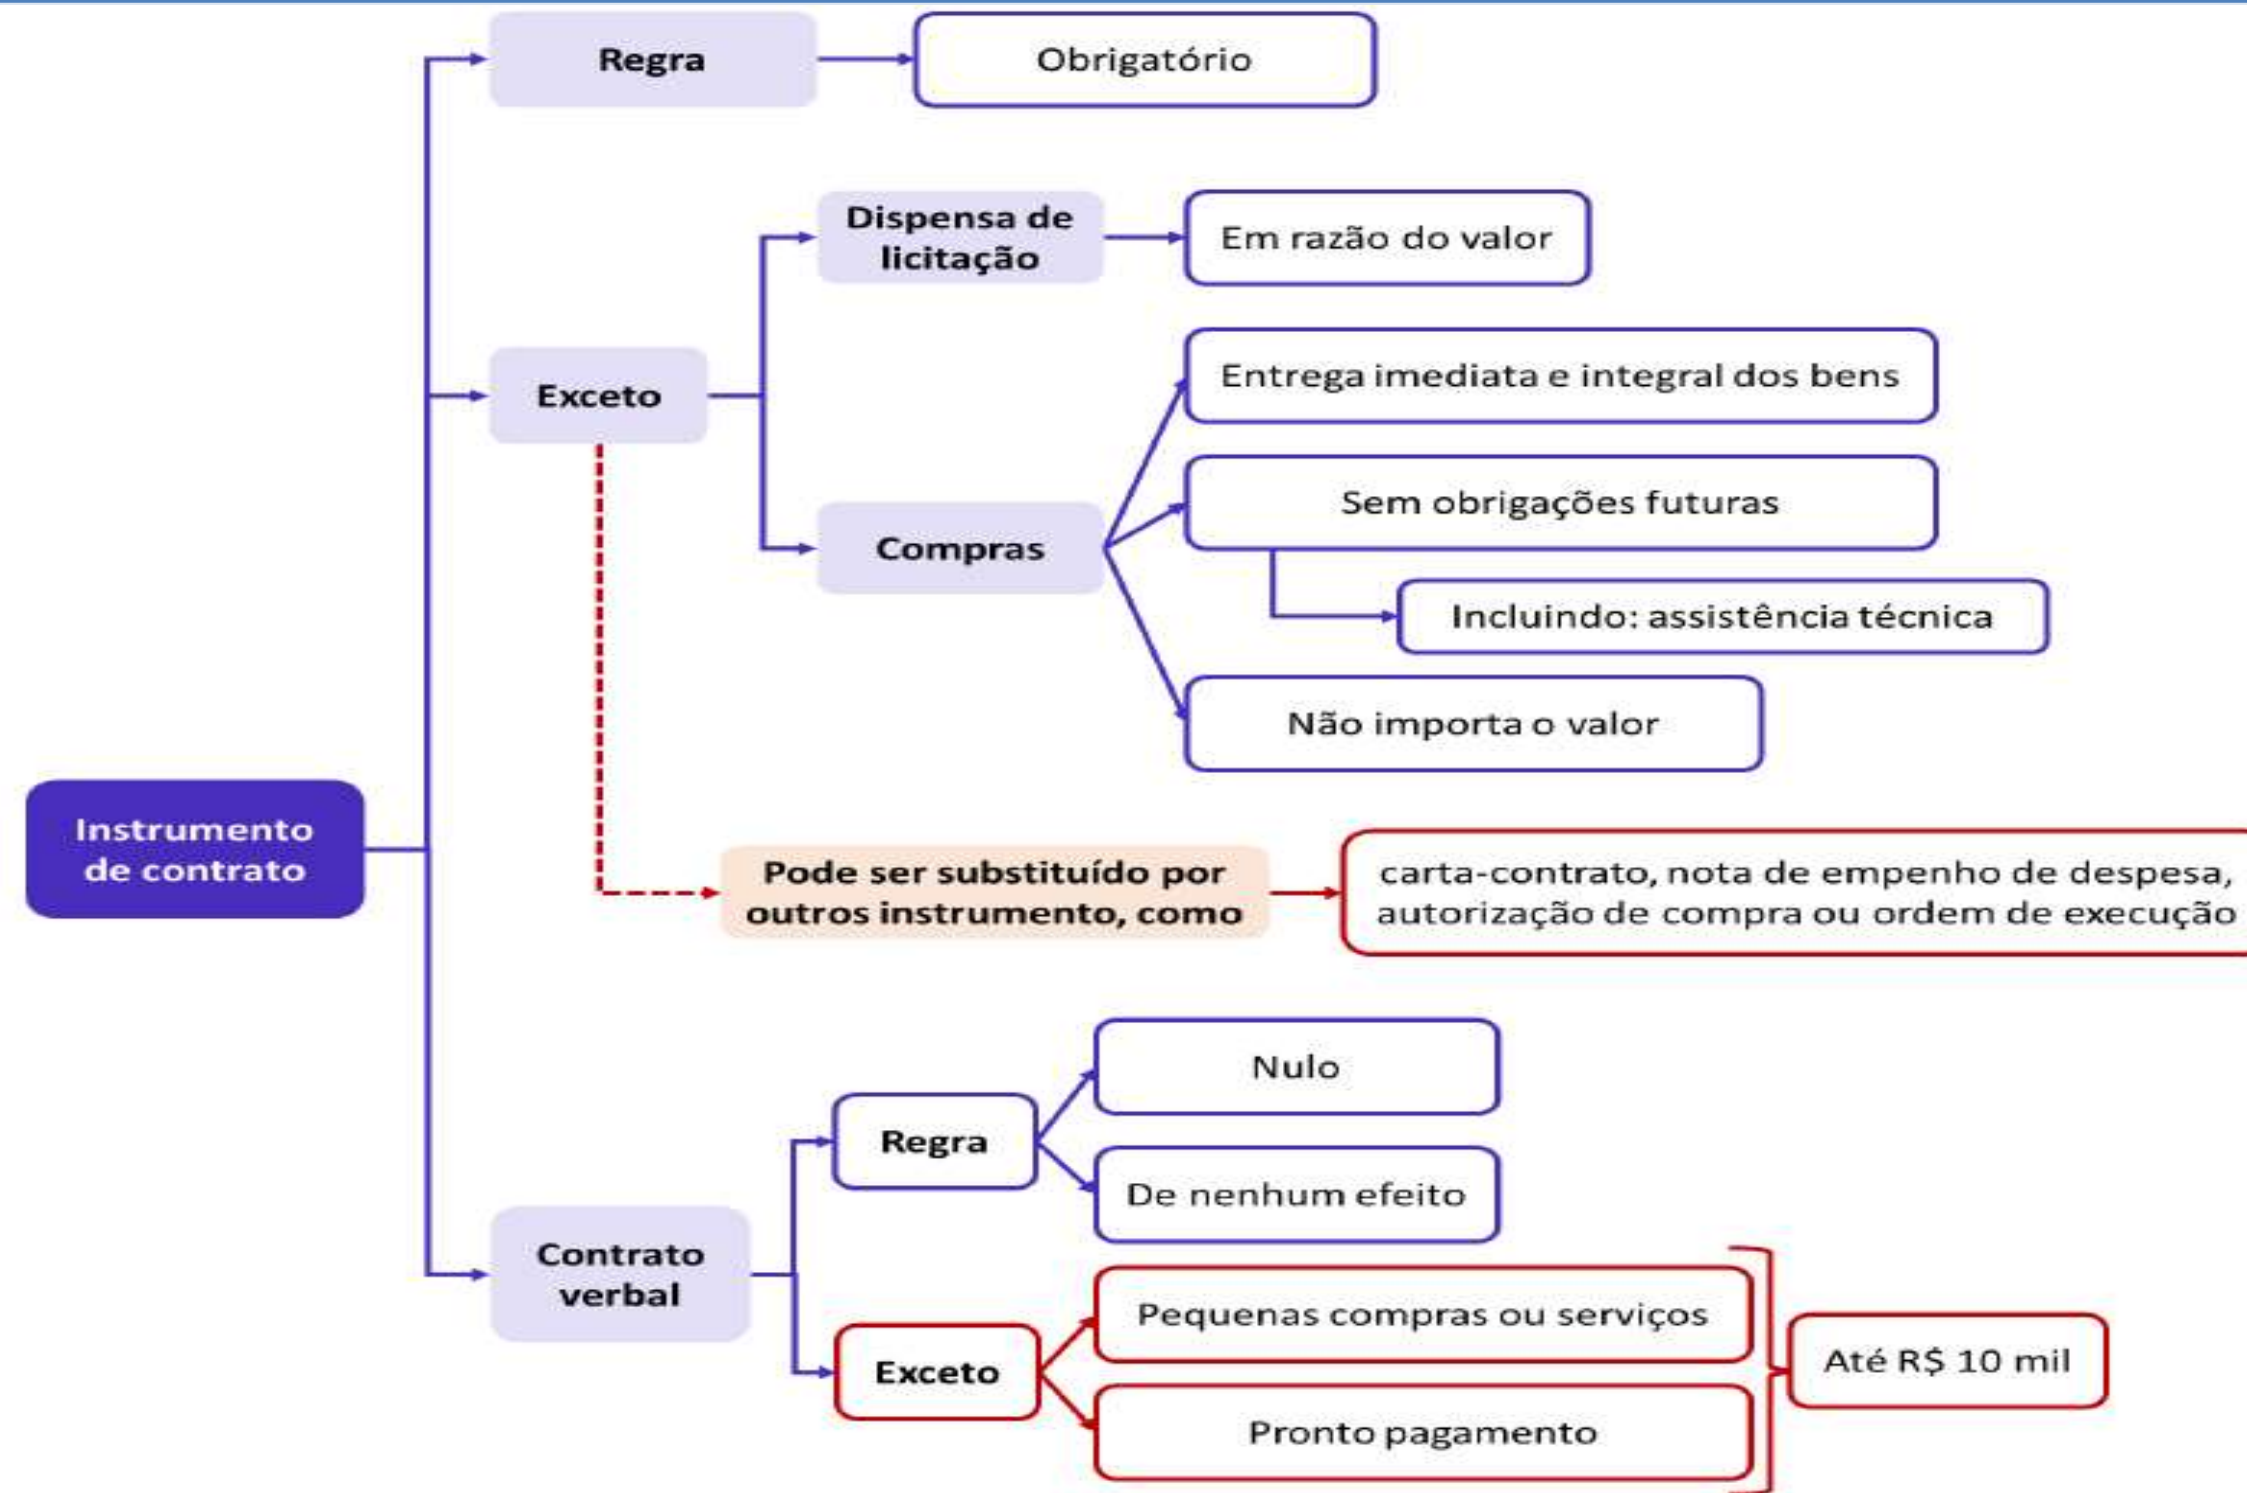 Regra
Obrigatório
Dispensa de
licitação
Em razão do valor
Exceto
Entrega imediata e integral dos bens
Sem obrigações futuras
Compras
Incluindo: assistência técnica
Não importa o valor
Instrumento
de contrato
Pode ser substituído por
outros instrumento, como
carta-contrato, nota de empenho de despesa,
autorização de compra ou ordem de execução
Nulo
Regra
De nenhum efeito
Contrato
verbal
Pequenas compras ou serviços
Exceto
Até R$ 10 mil
Pronto pagamento